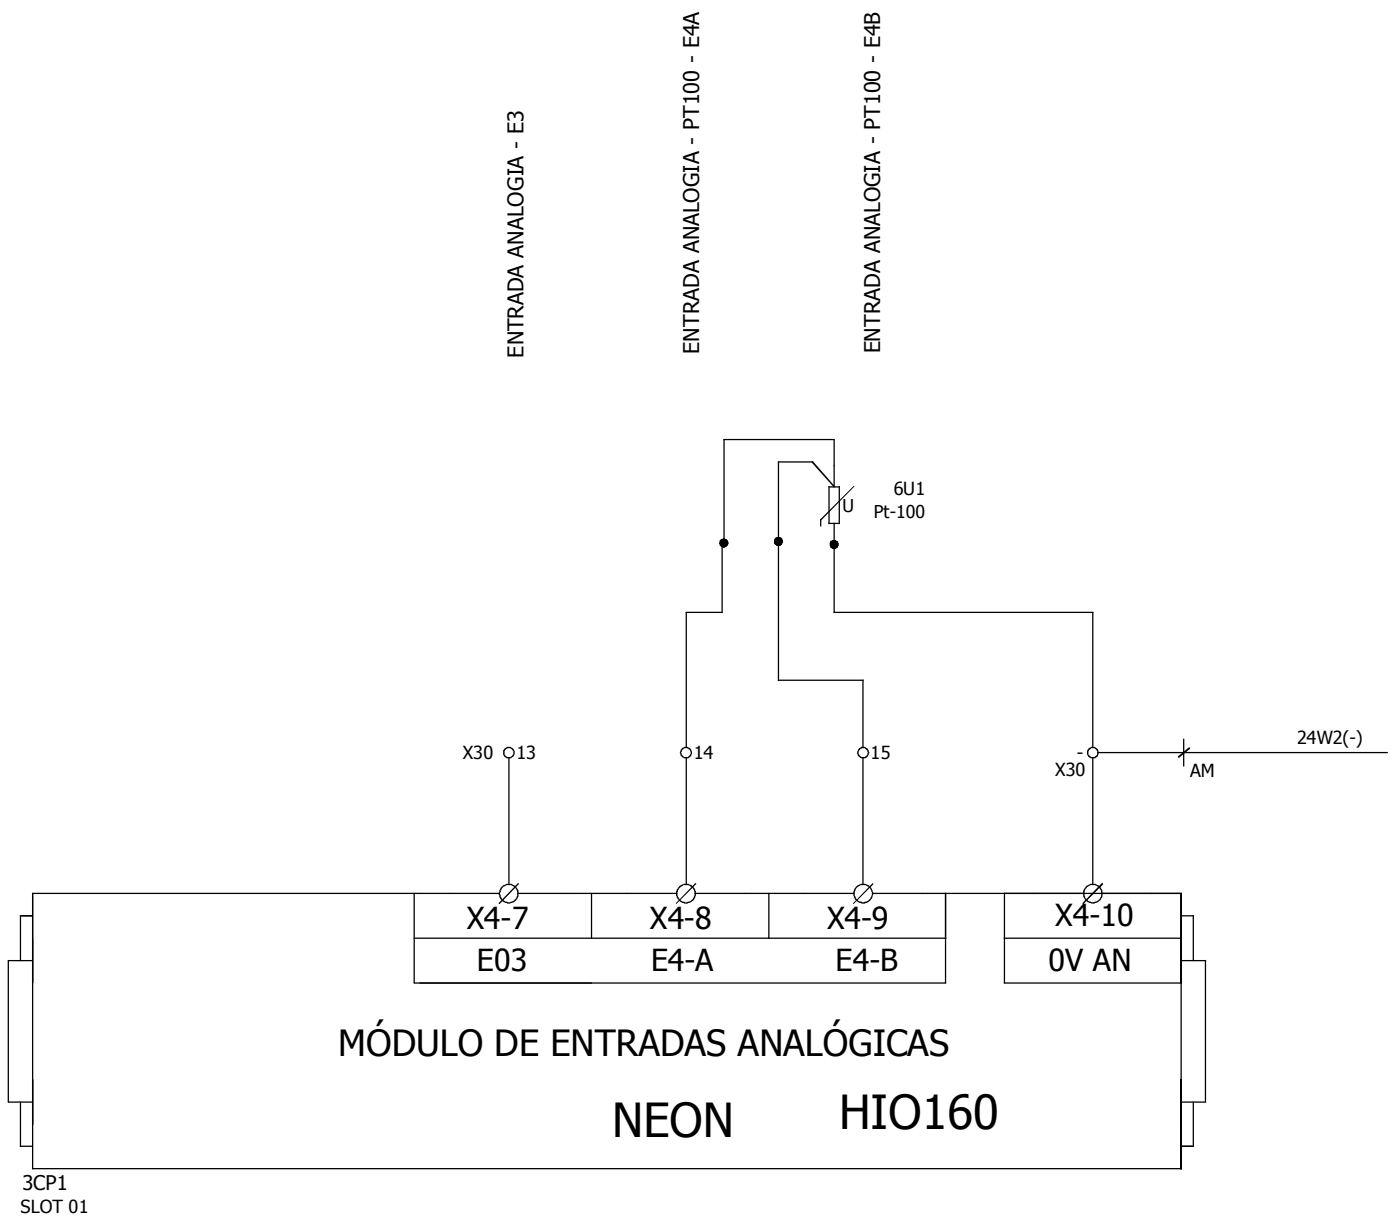 ENTRADA ANALOGIA - E3
ENTRADA ANALOGIA - PT100 - E4A
ENTRADA ANALOGIA - PT100 - E4B
6U1
U
Pt-100
X30
13
14
15
-
X30
24W2(-)
AM
X4-7
X4-8
X4-9
X4-10
E03
E4-A
E4-B
0V AN
MÓDULO DE ENTRADAS ANALÓGICAS
NEON
HIO160
3CP1
SLOT 01